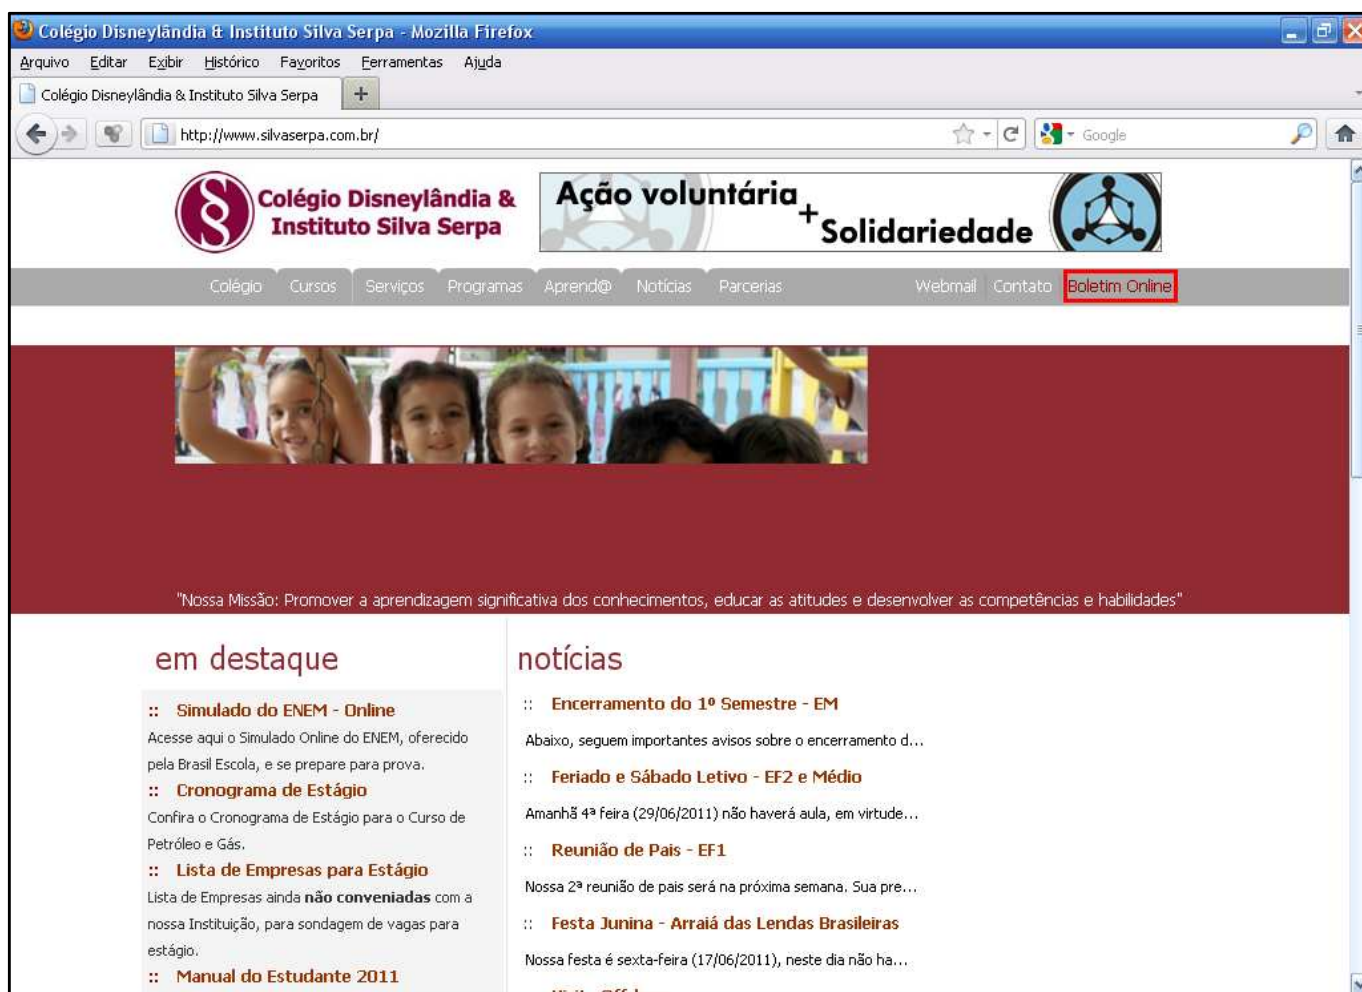 Colégio Disneylândia & Instituto Silva Serpa - Mozilla Firefox
Arquivo Editar Exibir Histórico Favoritos Ferramentas Ajuda
Colégio Disneylândia & Instituto Silva Serpa +
http://www.silvaserpa.com.br/ Google
Colégio Disneylândia &
Instituto Silva Serpa
Ação voluntária
+
Solidariedade
Colégio Cursos Serviços Programas Aprend@ Notícias Parcerias Webmail Contato Boletim Online
"Nossa Missão: Promover a aprendizagem significativa dos conhecimentos, educar as atitudes e desenvolver as competências e habilidades"
em destaque
:: Simulado do ENEM - Online
Acesse aqui o Simulado Online do ENEM, oferecido
pela Brasil Escola, e se prepare para prova.
:: Cronograma de Estágio
Confira o Cronograma de Estágio para o Curso de
Petróleo e Gás.
:: Lista de Empresas para Estágio
Lista de Empresas ainda não conveniadas com a
nossa Instituição, para sondagem de vagas para
estágio.
:: Manual do Estudante 2011
notícias
:: Encerramento do 1º Semestre - EM
Abaixo, seguem importantes avisos sobre o encerramento d...
:: Feriado e Sábado Letivo - EF2 e Médio
Amanhã 4ª feira (29/06/2011) não haverá aula, em virtude...
:: Reunião de Pais - EF1
Nossa 2ª reunião de pais será na próxima semana. Sua pre...
:: Festa Junina - Arraiá das Lendas Brasileiras
Nossa festa é sexta-feira (17/06/2011), neste dia não ha...